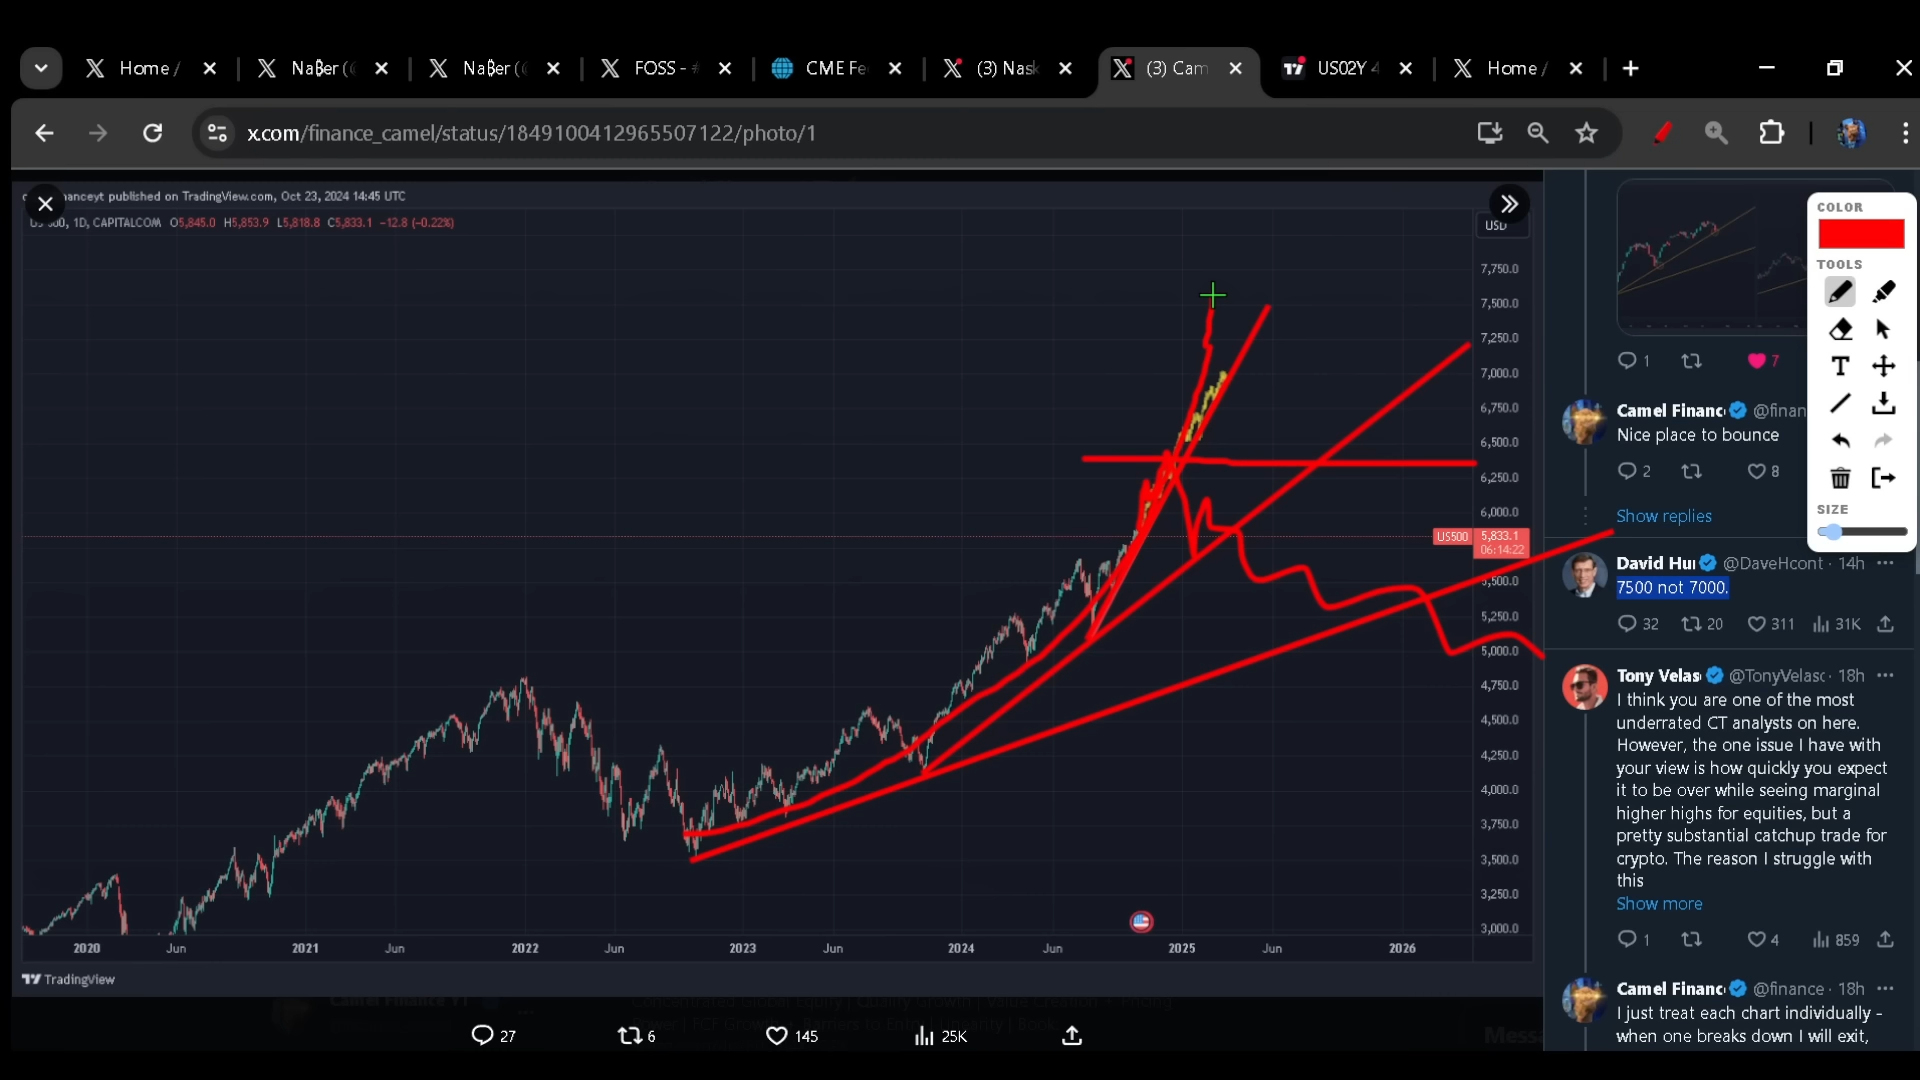 Home /
Naβer (
Naβer (
FOSS -
CME Fe
(3) Nas
(3) Cam
US02Y 4
Home /
x.com/finance_camel/status/1849100412965507122/photo/1
nanceyt published on TradingView.com, Oct 23, 2024 14:45 UTC
1D, CAPITALCOM O5,845.0 H5,853.9 L5,818.8 C5,833.1 −12.8 (−0.22%)
USD
7,750.0
7,500.0
7,250.0
7,000.0
6,750.0
6,500.0
6,250.0
6,000.0
US500 5,833.1
06:14:22
5,500.0
5,250.0
5,000.0
4,750.0
4,500.0
4,250.0
4,000.0
3,750.0
3,500.0
3,250.0
3,000.0
2020 Jun 2021 Jun 2022 Jun 2023 Jun 2024 Jun 2025 Jun 2026
TradingView
27 6 145 25K
1 7
Camel Financ @finan
Nice place to bounce
2 8
Show replies
David Hu @DaveHcont · 14h
7500 not 7000.
32 20 311 31K
Tony Velas @TonyVelasc · 18h
I think you are one of the most
underrated CT analysts on here.
However, the one issue I have with
your view is how quickly you expect
it to be over while seeing marginal
higher highs for equities, but a
pretty substantial catchup trade for
crypto. The reason I struggle with
this
Show more
1 4 859
Camel Financ @finance · 18h
I just treat each chart individually -
when one breaks down I will exit,
COLOR
TOOLS
T
SIZE